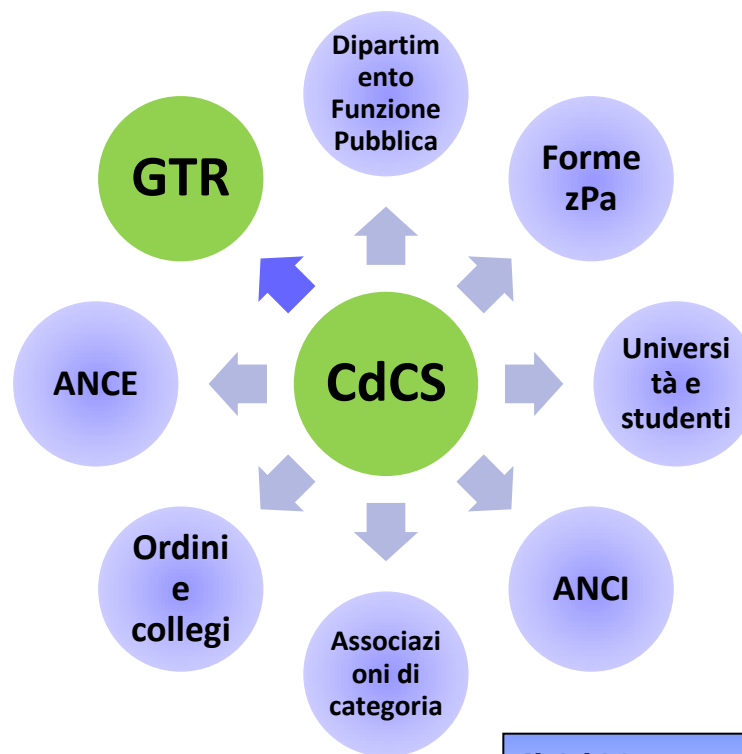 Dipartim
ento
Funzione
Pubblica
GTR
Forme
zPa
ANCE
CdCS
Universi
tà e
studenti
Ordini
e
collegi
ANCI
Associazi
oni di
categoria